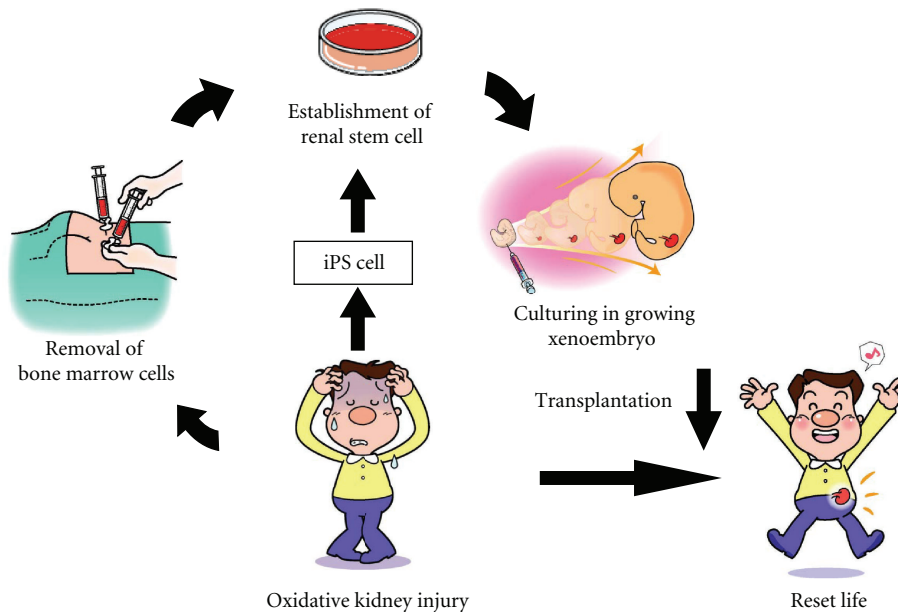 Establishment of
renal stem cell
iPS cell
Removal of
bone marrow cells
Culturing in growing
xenoembryo
Transplantation
Oxidative kidney injury
Reset life